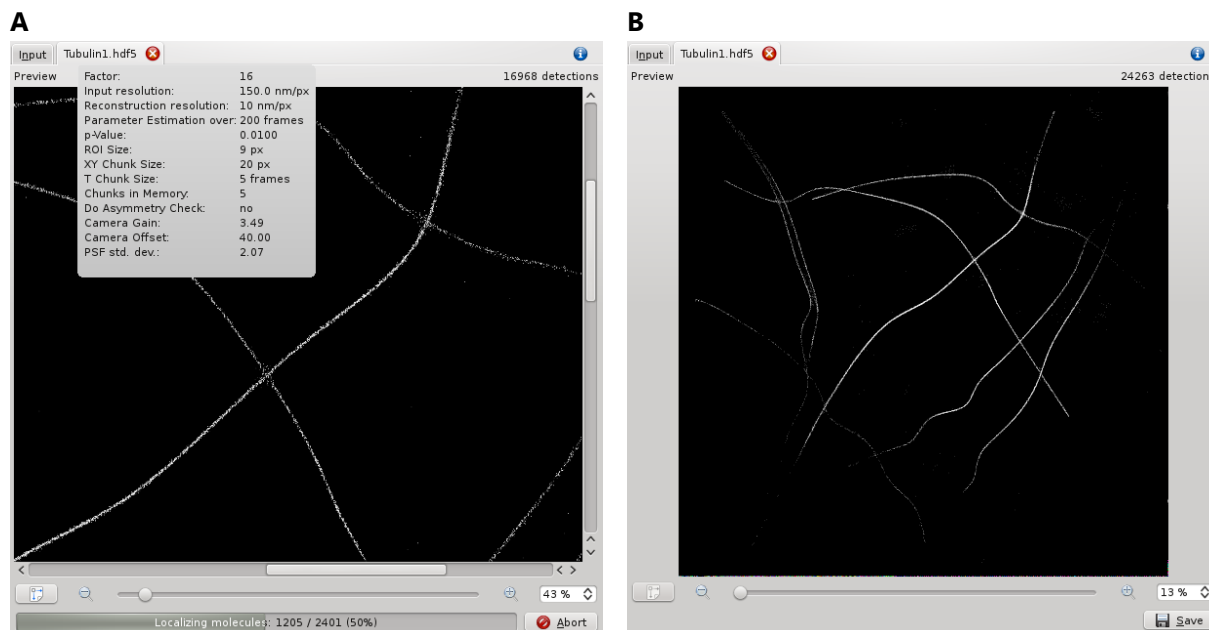 A
Input Tubulin1.hdf5
Preview 16968 detections
Factor: 16
Input resolution: 150.0 nm/px
Reconstruction resolution: 10 nm/px
Parameter Estimation over: 200 frames
p-Value: 0.0100
ROI Size: 9 px
XY Chunk Size: 20 px
T Chunk Size: 5 frames
Chunks in Memory: 5
Do Asymmetry Check: no
Camera Gain: 3.49
Camera Offset: 40.00
PSF std. dev.: 2.07
43 %
Localizing molecules: 1205 / 2401 (50%) Abort
B
Input Tubulin1.hdf5
Preview 24263 detection
13 %
Save